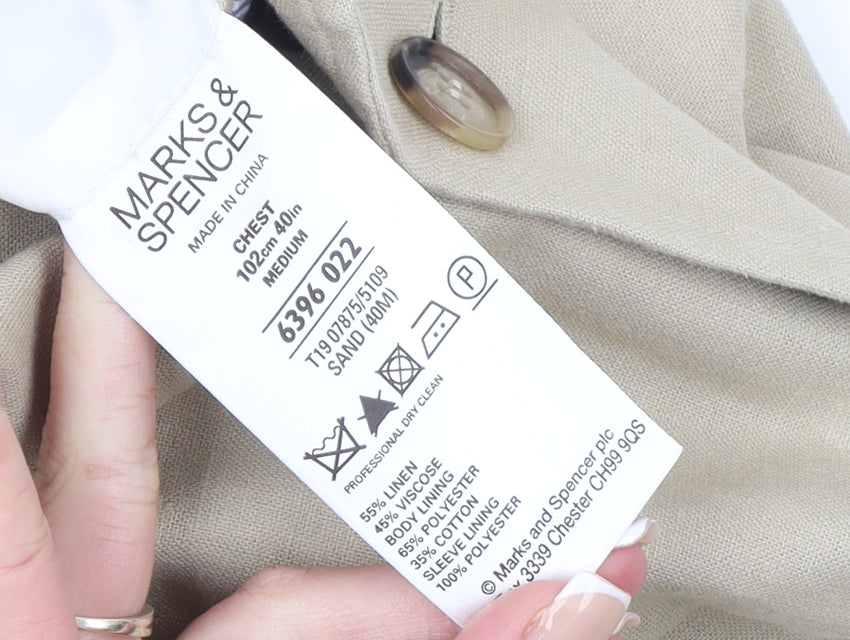 MARKS &
SPENCER
MADE IN CHINA
CHEST
102cm 40in
MEDIUM
6396 022
T19 07875/5109
SAND (40M)
P
PROFESSIONAL DRY CLEAN
55% LINEN
45% VISCOSE
BODY LINING
65% POLYESTER
35% COTTON
SLEEVE LINING
100% POLYESTER
© Marks and Spencer plc
3339 Chester CH99 9QS